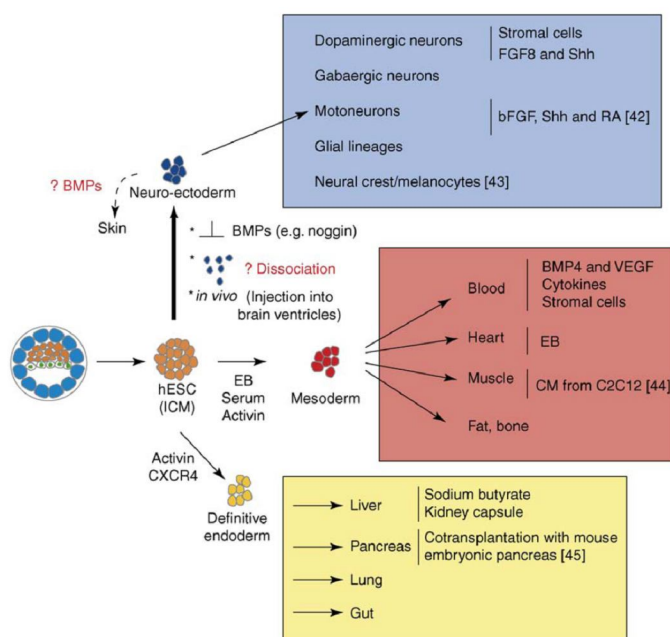 Dopaminergic neurons
Stromal cells
FGF8 and Shh
Gabaergic neurons
Motoneurons
bFGF, Shh and RA [42]
Glial lineages
Neural crest/melanocytes [43]
? BMPs
Neuro-ectoderm
Skin
* BMPs (e.g. noggin)
* ? Dissociation
* in vivo (Injection into
brain ventricles)
Blood
BMP4 and VEGF
Cytokines
Stromal cells
Heart
EB
Muscle
CM from C2C12 [44]
Fat, bone
hESC
(ICM)
EB
Serum
Activin
Mesoderm
Activin
CXCR4
Definitive
endoderm
Liver
Sodium butyrate
Kidney capsule
Pancreas
Cotransplantation with mouse
embryonic pancreas [45]
Lung
Gut